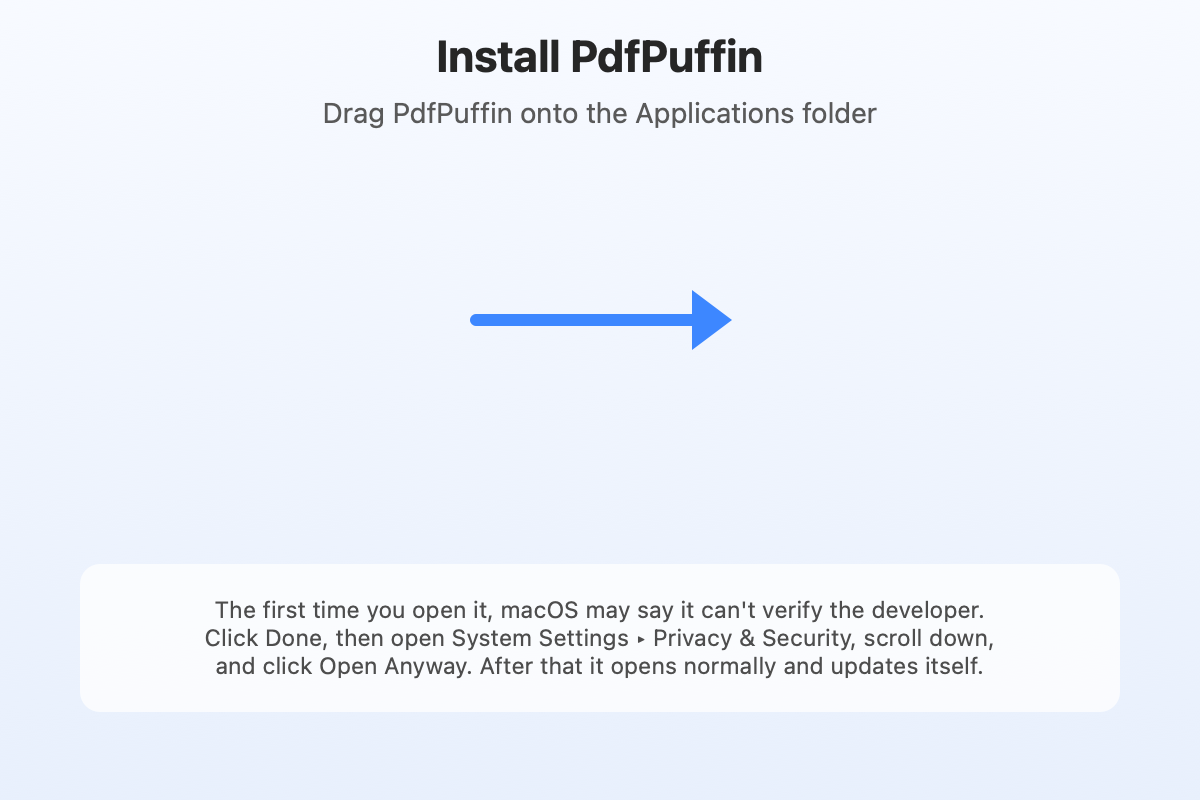 Install PdfPuffin
Drag PdfPuffin onto the Applications folder
The first time you open it, macOS may say it can't verify the developer.
Click Done, then open System Settings ▸ Privacy & Security, scroll down,
and click Open Anyway. After that it opens normally and updates itself.